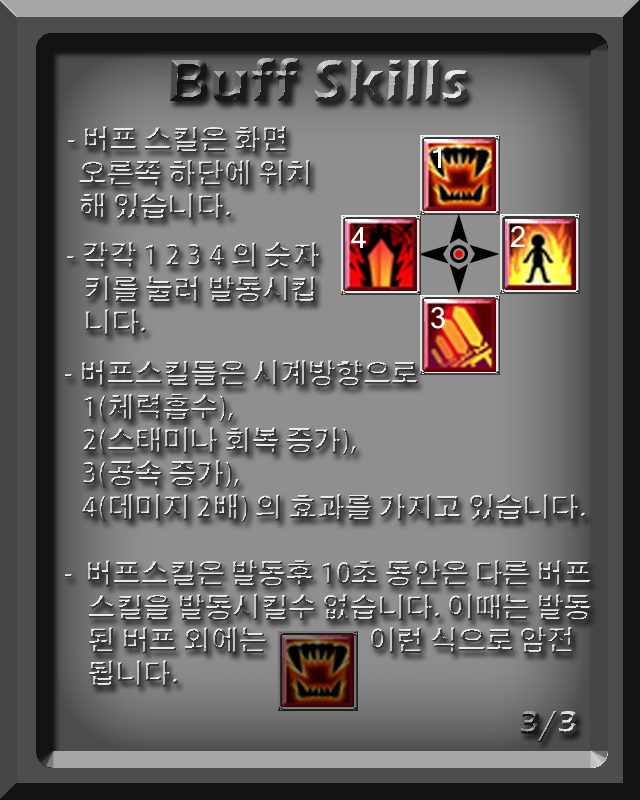 Buff Skills
- 버프 스킬은 화면
오른쪽 하단에 위치
해 있습니다.
1
4
2
3
- 각각 1 2 3 4 의 숫자
키를 눌러 발동시킵
니다.
- 버프스킬들은 시계방향으로
1(체력흡수),
2(스태미나 회복 증가),
3(공속 증가),
4(데미지 2배) 의 효과를 가지고 있습니다.
- 버프스킬은 발동후 10초 동안은 다른 버프
스킬을 발동시킬수 없습니다. 이때는 발동
된 버프 외에는 이런 식으로 암전
됩니다.
3/3